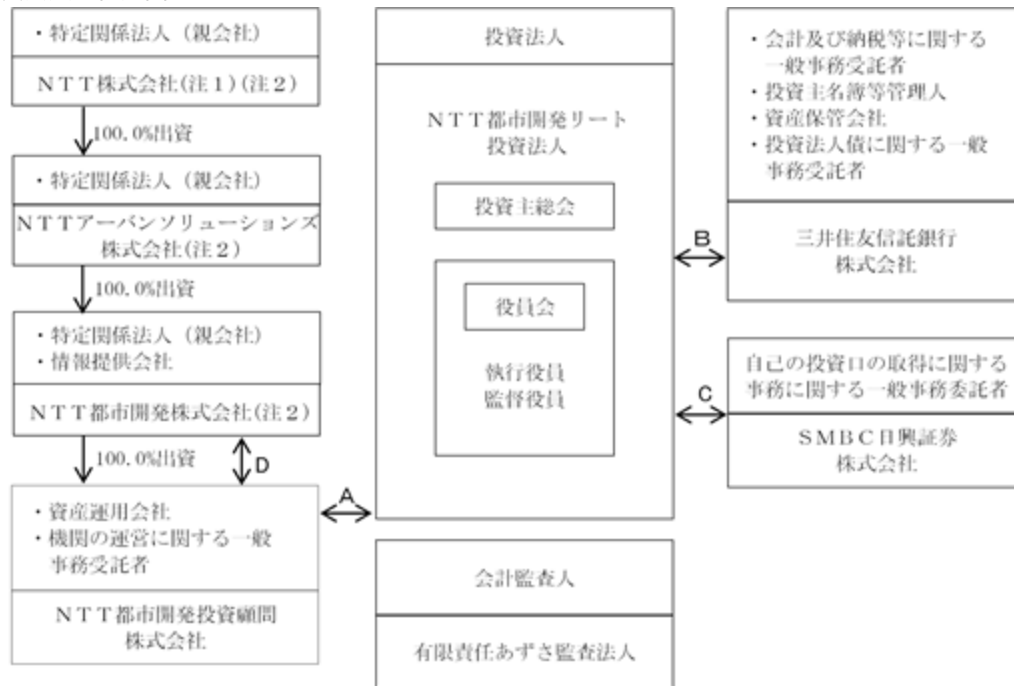 ・特定関係法人（親会社）
ＮＴＴ株式会社(注１)(注２)
100.0%出資
・特定関係法人（親会社）
ＮＴＴアーバンソリューションズ
株式会社(注２)
100.0%出資
・特定関係法人（親会社）
・情報提供会社
ＮＴＴ都市開発株式会社(注２)
100.0%出資
D
・資産運用会社
・機関の運営に関する一般
事務受託者
ＮＴＴ都市開発投資顧問
株式会社
A
投資法人
ＮＴＴ都市開発リート
投資法人
投資主総会
役員会
執行役員
監督役員
会計監査人
有限責任あずさ監査法人
B
C
・会計及び納税等に関する
一般事務受託者
・投資主名簿等管理人
・資産保管会社
・投資法人債に関する一般
事務受託者
三井住友信託銀行
株式会社
自己の投資口の取得に関する
事務に関する一般事務委託者
ＳＭＢＣ日興証券
株式会社